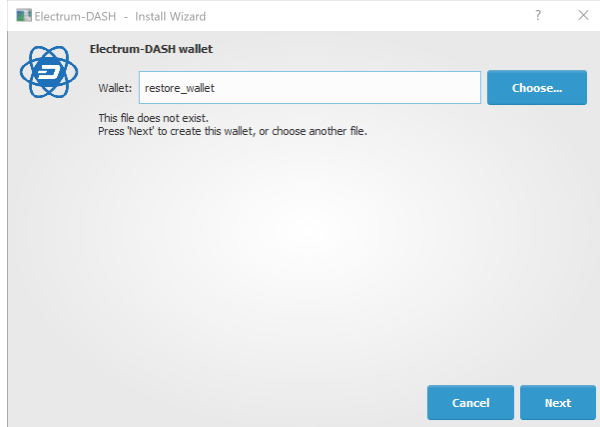 Electrum-DASH - Install Wizard
?
Electrum-DASH wallet
Wallet: restore_wallet Choose...
This file does not exist.
Press 'Next' to create this wallet, or choose another file.
Cancel Next